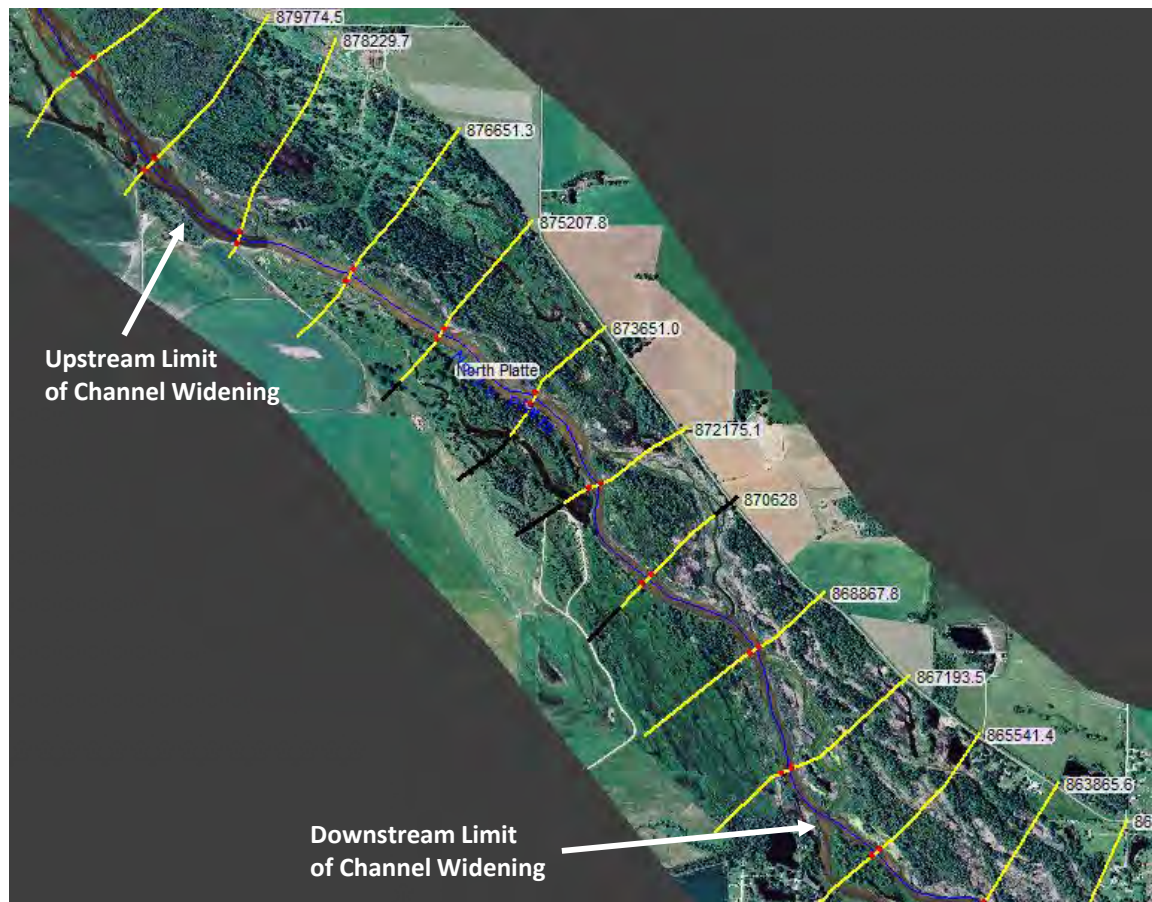 879774.5
878229.7
876651.3
875207.8
873651.0
North Platte
872175.1
870628
868867.8
867193.5
865541.4
863865.6
86
Upstream Limit
of Channel Widening
Downstream Limit
of Channel Widening